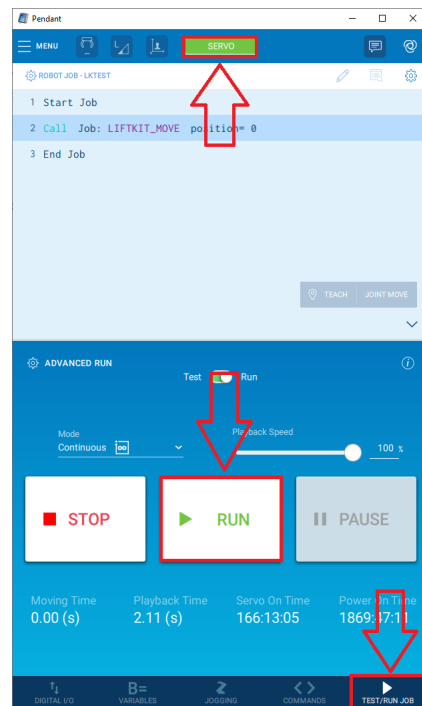 Pendant
MENU
SERVO
ROBOT JOB - LKTEST
1 Start Job
2 Call Job: LIFTKIT_MOVE position= 0
3 End Job
TEACH JOINT MOVE
ADVANCED RUN
Test Run
Mode
Continuous
Playback Speed
100 %
STOP
RUN
PAUSE
Moving Time Playback Time Servo On Time Power On Time
0.00 (s) 2.11 (s) 166:13:05 1869:47:11
DIGITAL I/O
B=
VARIABLES
JOGGING
COMMANDS
TEST/RUN JOB